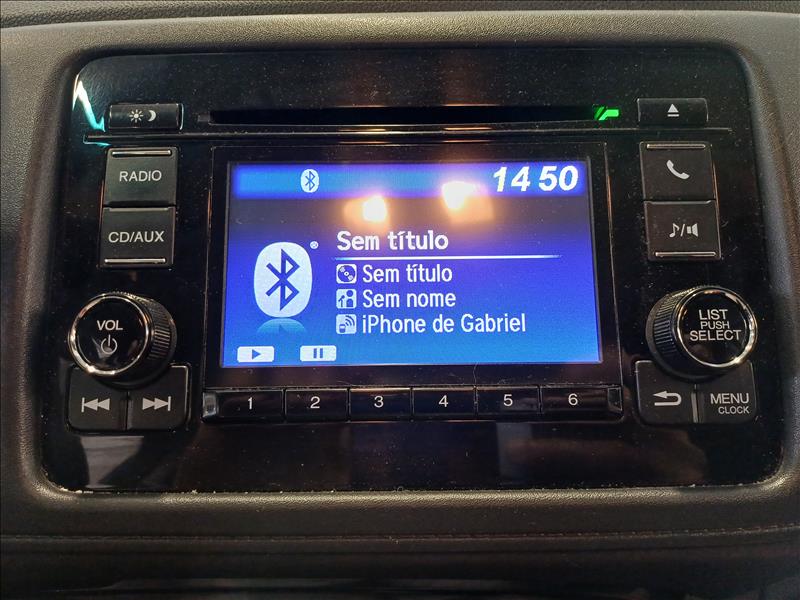 RADIO
CD/AUX
VOL
14 50
Sem título
Sem título
Sem nome
iPhone de Gabriel
1 2 3 4 5 6
LIST
PUSH
SELECT
MENU
CLOCK